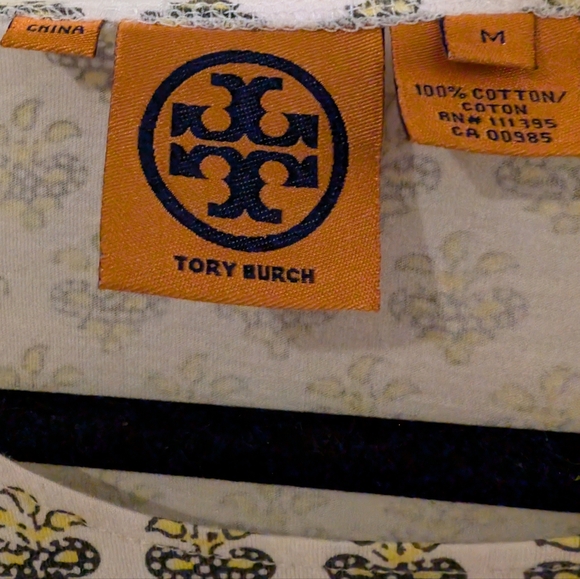 CHINA
TORY BURCH
M
100% COTTON/
COTON
RN# 111395
CA 00985